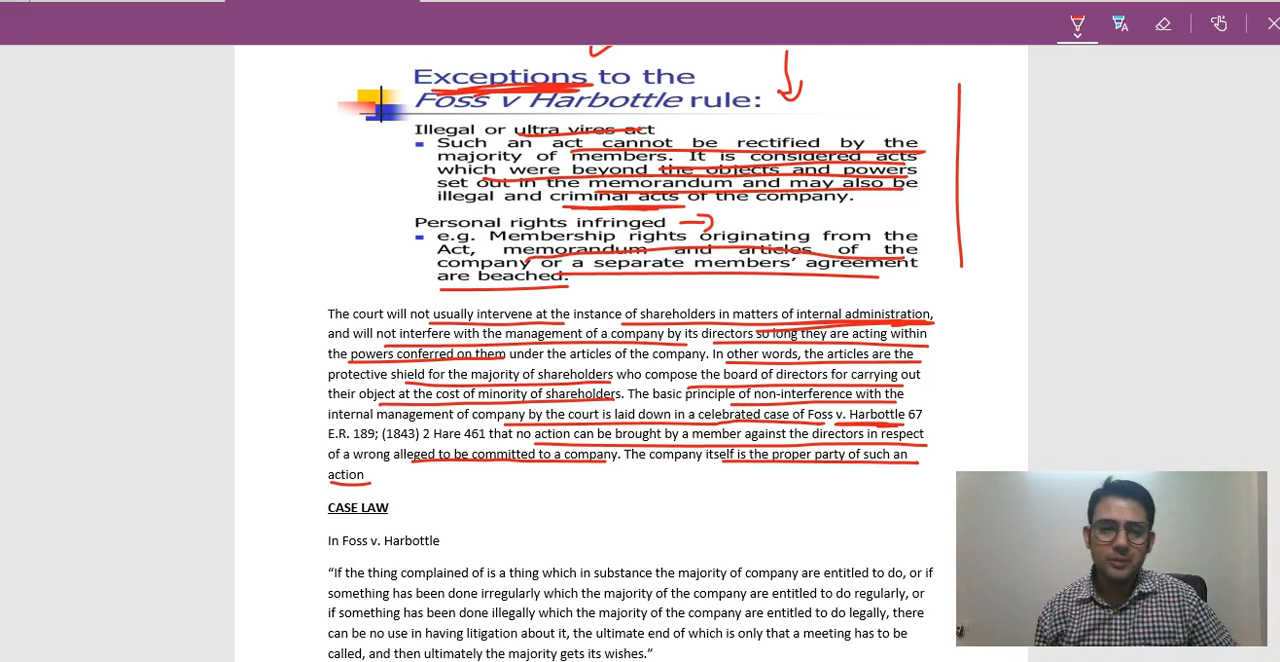 Exceptions to the
Foss v Harbottle rule:
Illegal or ultra vires act
Such an act cannot be rectified by the
majority of members. It is considered acts
which were beyond the objects and powers
set out in the memorandum and may also be
illegal and criminal acts of the company.
Personal rights infringed
e.g. Membership rights originating from the
Act, memorandum and articles of the
company or a separate members' agreement
are beached.
The court will not usually intervene at the instance of shareholders in matters of internal administration,
and will not interfere with the management of a company by its directors so long they are acting within
the powers conferred on them under the articles of the company. In other words, the articles are the
protective shield for the majority of shareholders who compose the board of directors for carrying out
their object at the cost of minority of shareholders. The basic principle of non-interference with the
internal management of company by the court is laid down in a celebrated case of Foss v. Harbottle 67
E.R. 189; (1843) 2 Hare 461 that no action can be brought by a member against the directors in respect
of a wrong alleged to be committed to a company. The company itself is the proper party of such an
action
CASE LAW
In Foss v. Harbottle
“If the thing complained of is a thing which in substance the majority of company are entitled to do, or if
something has been done irregularly which the majority of the company are entitled to do regularly, or
if something has been done illegally which the majority of the company are entitled to do legally, there
can be no use in having litigation about it, the ultimate end of which is only that a meeting has to be
called, and then ultimately the majority gets its wishes.”